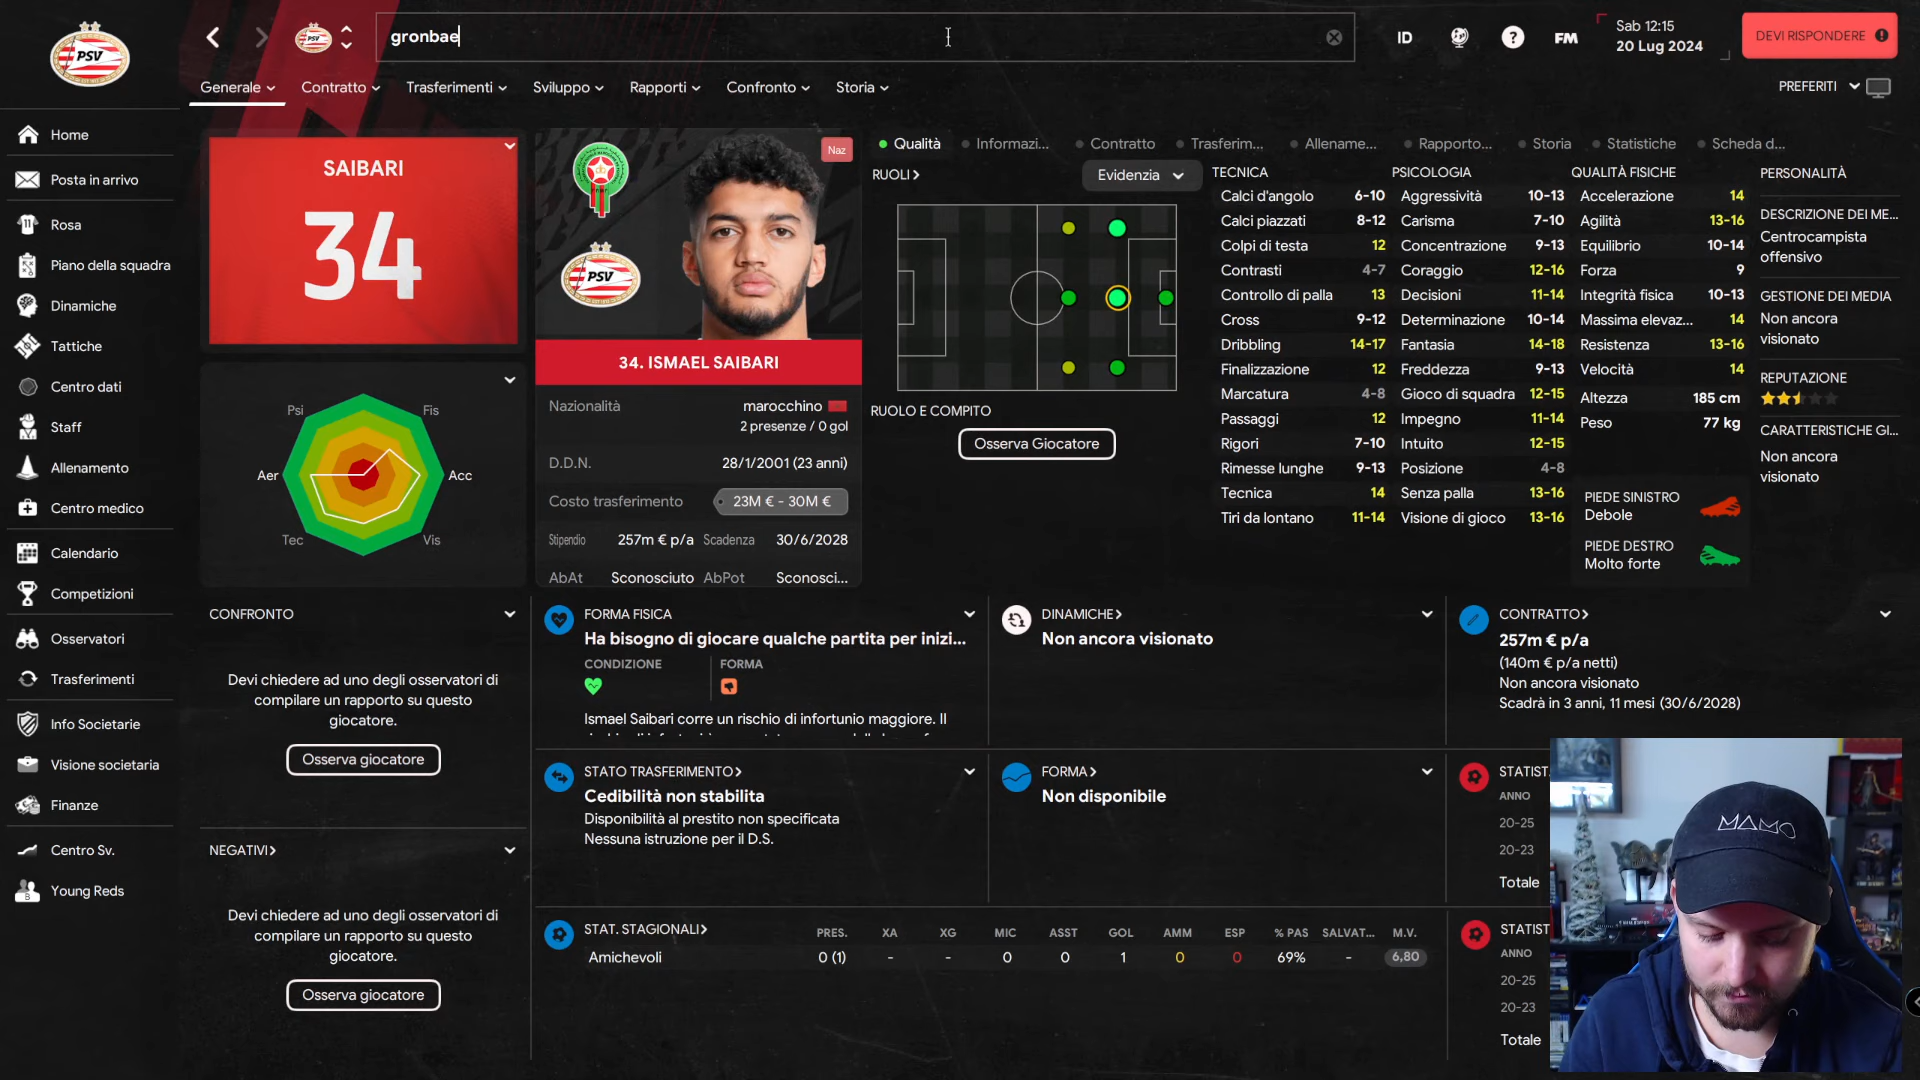 PSV
PSV
gronbae
ID
?
FM
Sab 12:15
20 Lug 2024
DEVI RISPONDERE
Generale
Contratto
Trasferimenti
Sviluppo
Rapporti
Confronto
Storia
PREFERITI
Home
Posta in arrivo
Rosa
Piano della squadra
Dinamiche
Tattiche
Centro dati
Staff
Allenamento
Centro medico
Calendario
Competizioni
Osservatori
Trasferimenti
Info Societarie
Visione societaria
Finanze
Centro Sv.
Young Reds
SAIBARI
34
Psi
Fis
Aer
Acc
Tec
Vis
Naz
PSV
34. ISMAEL SAIBARI
Nazionalità marocchino
2 presenze / 0 gol
D.D.N. 28/1/2001 (23 anni)
Costo trasferimento 23M € - 30M €
Stipendio 257m € p/a Scadenza 30/6/2028
AbAt Sconosciuto AbPot Sconosci...
Qualità
Informazi...
Contratto
Trasferim...
Allename...
Rapporto...
Storia
Statistiche
Scheda d...
RUOLI
Evidenzia
RUOLO E COMPITO
Osserva Giocatore
TECNICA
Calci d'angolo 6-10
Calci piazzati 8-12
Colpi di testa 12
Contrasti 4-7
Controllo di palla 13
Cross 9-12
Dribbling 14-17
Finalizzazione 12
Marcatura 4-8
Passaggi 12
Rigori 7-10
Rimesse lunghe 9-13
Tecnica 14
Tiri da lontano 11-14
PSICOLOGIA
Aggressività 10-13
Carisma 7-10
Concentrazione 9-13
Coraggio 12-16
Decisioni 11-14
Determinazione 10-14
Fantasia 14-18
Freddezza 9-13
Gioco di squadra 12-15
Impegno 11-14
Intuito 12-15
Posizione 4-8
Senza palla 13-16
Visione di gioco 13-16
QUALITÀ FISICHE
Accelerazione 14
Agilità 13-16
Equilibrio 10-14
Forza 9
Integrità fisica 10-13
Massima elevaz... 14
Resistenza 13-16
Velocità 14
Altezza 185 cm
Peso 77 kg
PIEDE SINISTRO
Debole
PIEDE DESTRO
Molto forte
PERSONALITÀ
DESCRIZIONE DEI ME...
Centrocampista
offensivo
GESTIONE DEI MEDIA
Non ancora
visionato
REPUTAZIONE
CARATTERISTICHE GI...
Non ancora
visionato
CONFRONTO
Devi chiedere ad uno degli osservatori di
compilare un rapporto su questo
giocatore.
Osserva giocatore
NEGATIVI
Devi chiedere ad uno degli osservatori di
compilare un rapporto su questo
giocatore.
Osserva giocatore
FORMA FISICA
Ha bisogno di giocare qualche partita per inizi...
CONDIZIONE
FORMA
Ismael Saibari corre un rischio di infortunio maggiore. Il
DINAMICHE
Non ancora visionato
CONTRATTO
257m € p/a
(140m € p/a netti)
Non ancora visionato
Scadrà in 3 anni, 11 mesi (30/6/2028)
STATO TRASFERIMENTO
Cedibilità non stabilita
Disponibilità al prestito non specificata
Nessuna istruzione per il D.S.
FORMA
Non disponibile
STATIST
ANNO
20-25
20-23
Totale
STAT. STAGIONALI
PRES. XA XG MIC ASST GOL AMM ESP % PAS SALVAT... M.V.
Amichevoli 0 (1) - - 0 0 1 0 0 69% - 6,80
STATIST
ANNO
20-25
20-23
Totale
MAMO